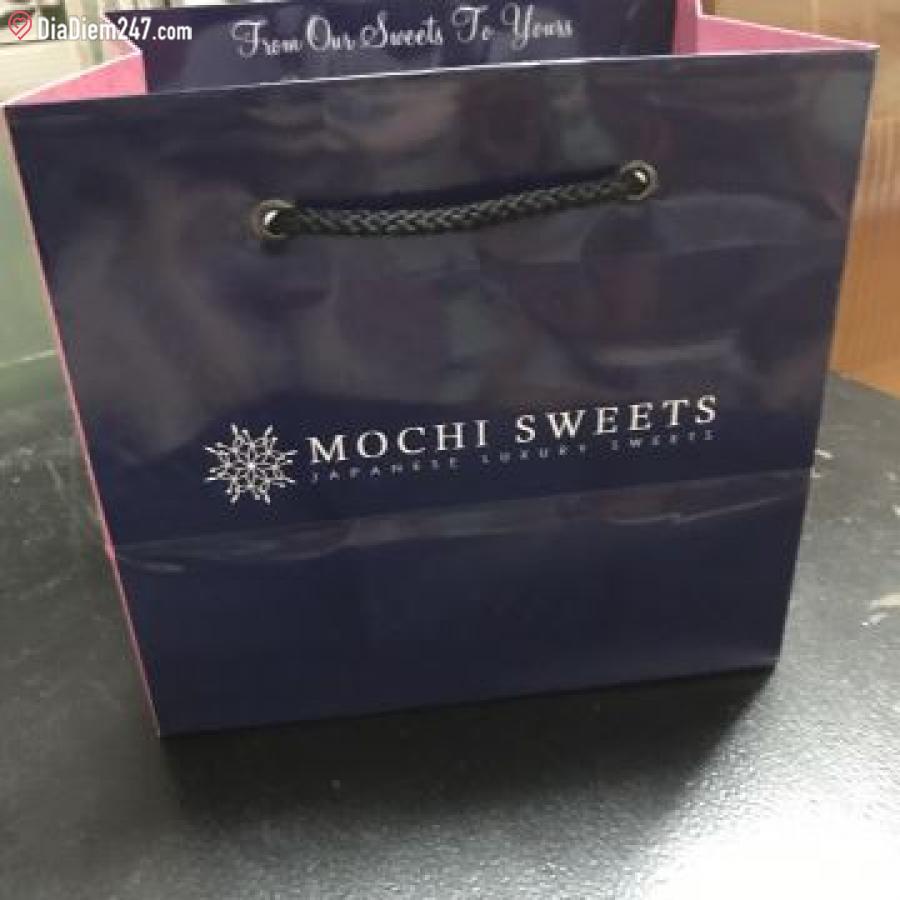 DiaDiem247.com
From Our Sweets To Yours
MOCHI SWEETS
JAPANESE LUXURY SWEETS